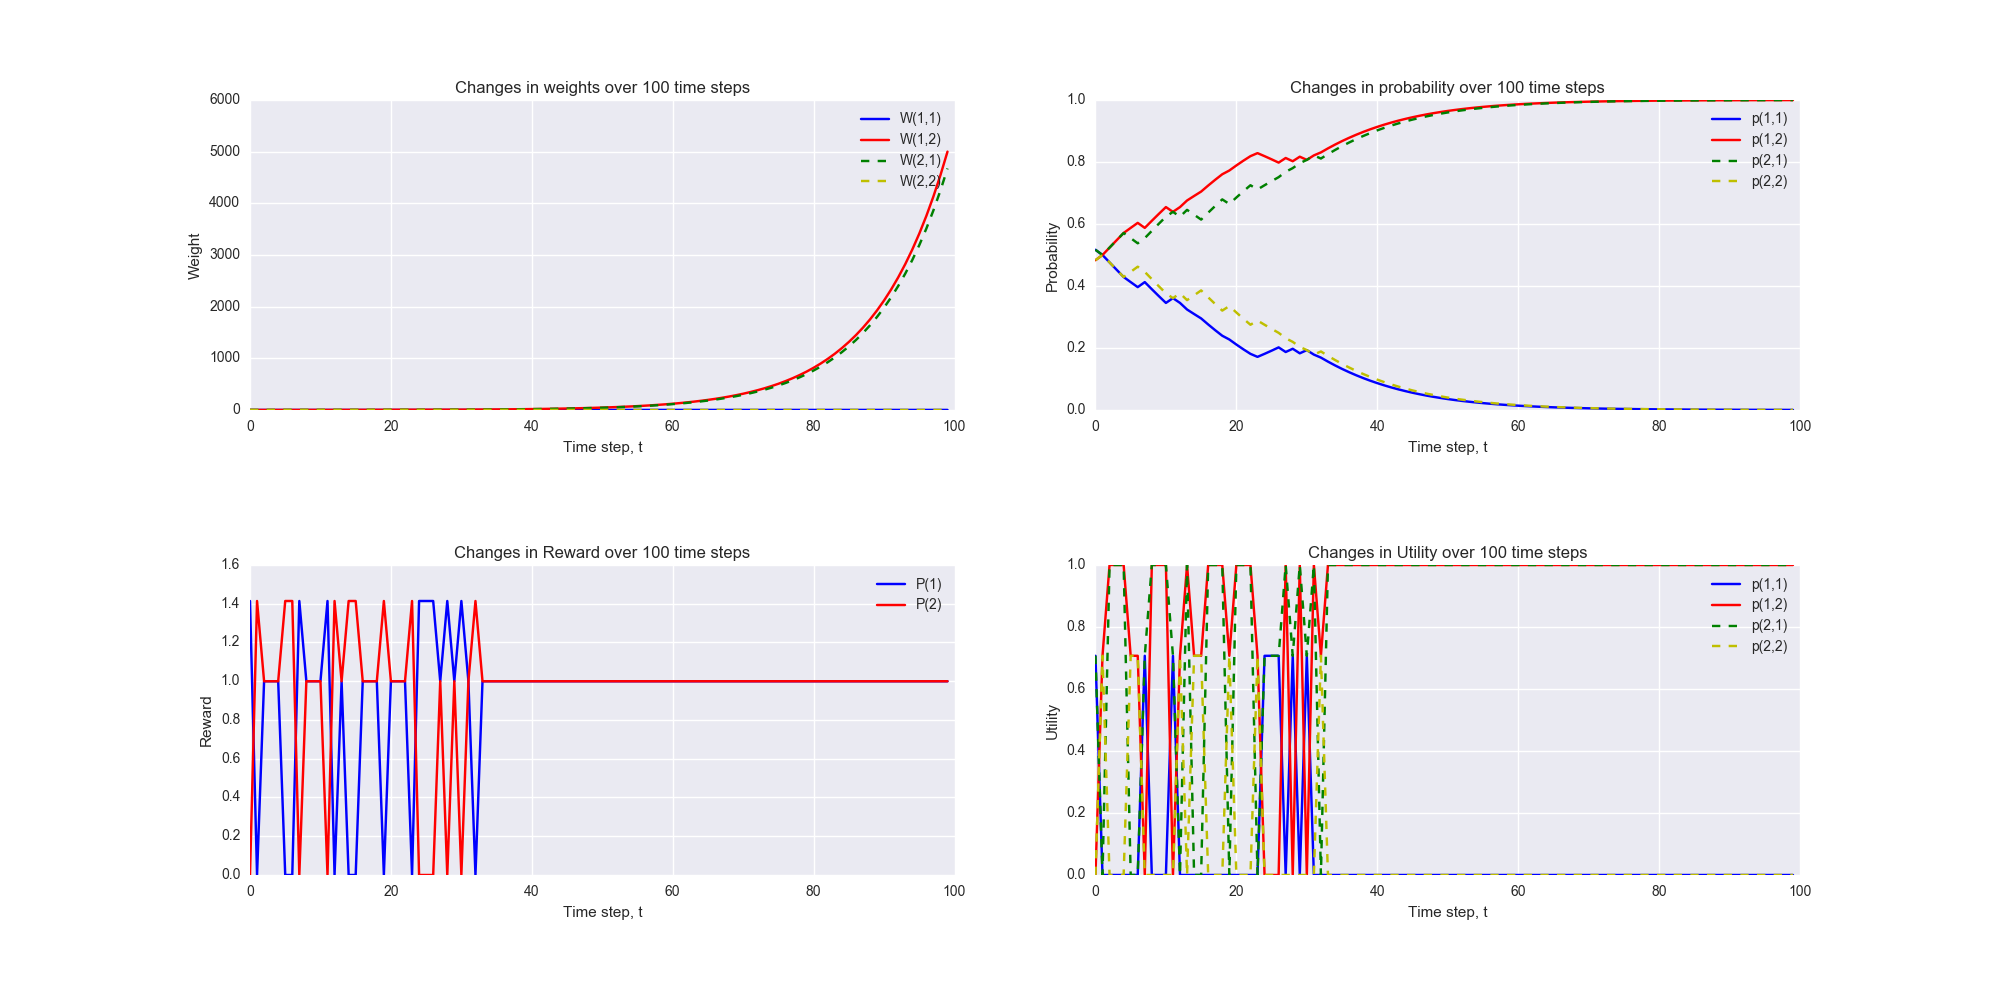 Changes in weights over 100 time steps
6000
5000
4000
3000
2000
1000
0
Weight
W(1,1)
W(1,2)
W(2,1)
W(2,2)
0 20 40 60 80 100
Time step, t
Changes in probability over 100 time steps
1.0
0.8
0.6
0.4
0.2
0.0
Probability
p(1,1)
p(1,2)
p(2,1)
p(2,2)
0 20 40 60 80 100
Time step, t
Changes in Reward over 100 time steps
1.6
1.4
1.2
1.0
0.8
0.6
0.4
0.2
0.0
Reward
P(1)
P(2)
0 20 40 60 80 100
Time step, t
Changes in Utility over 100 time steps
1.0
0.8
0.6
0.4
0.2
0.0
Utility
p(1,1)
p(1,2)
p(2,1)
p(2,2)
0 20 40 60 80 100
Time step, t